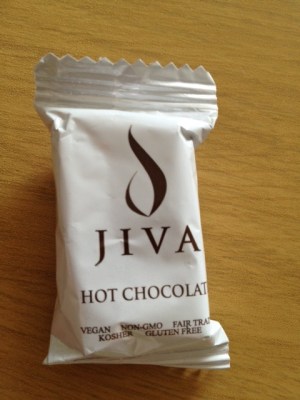 JIVA
HOT CHOCOLAT
VEGAN NON-GMO FAIR TRA
KOSHER GLUTEN FREE